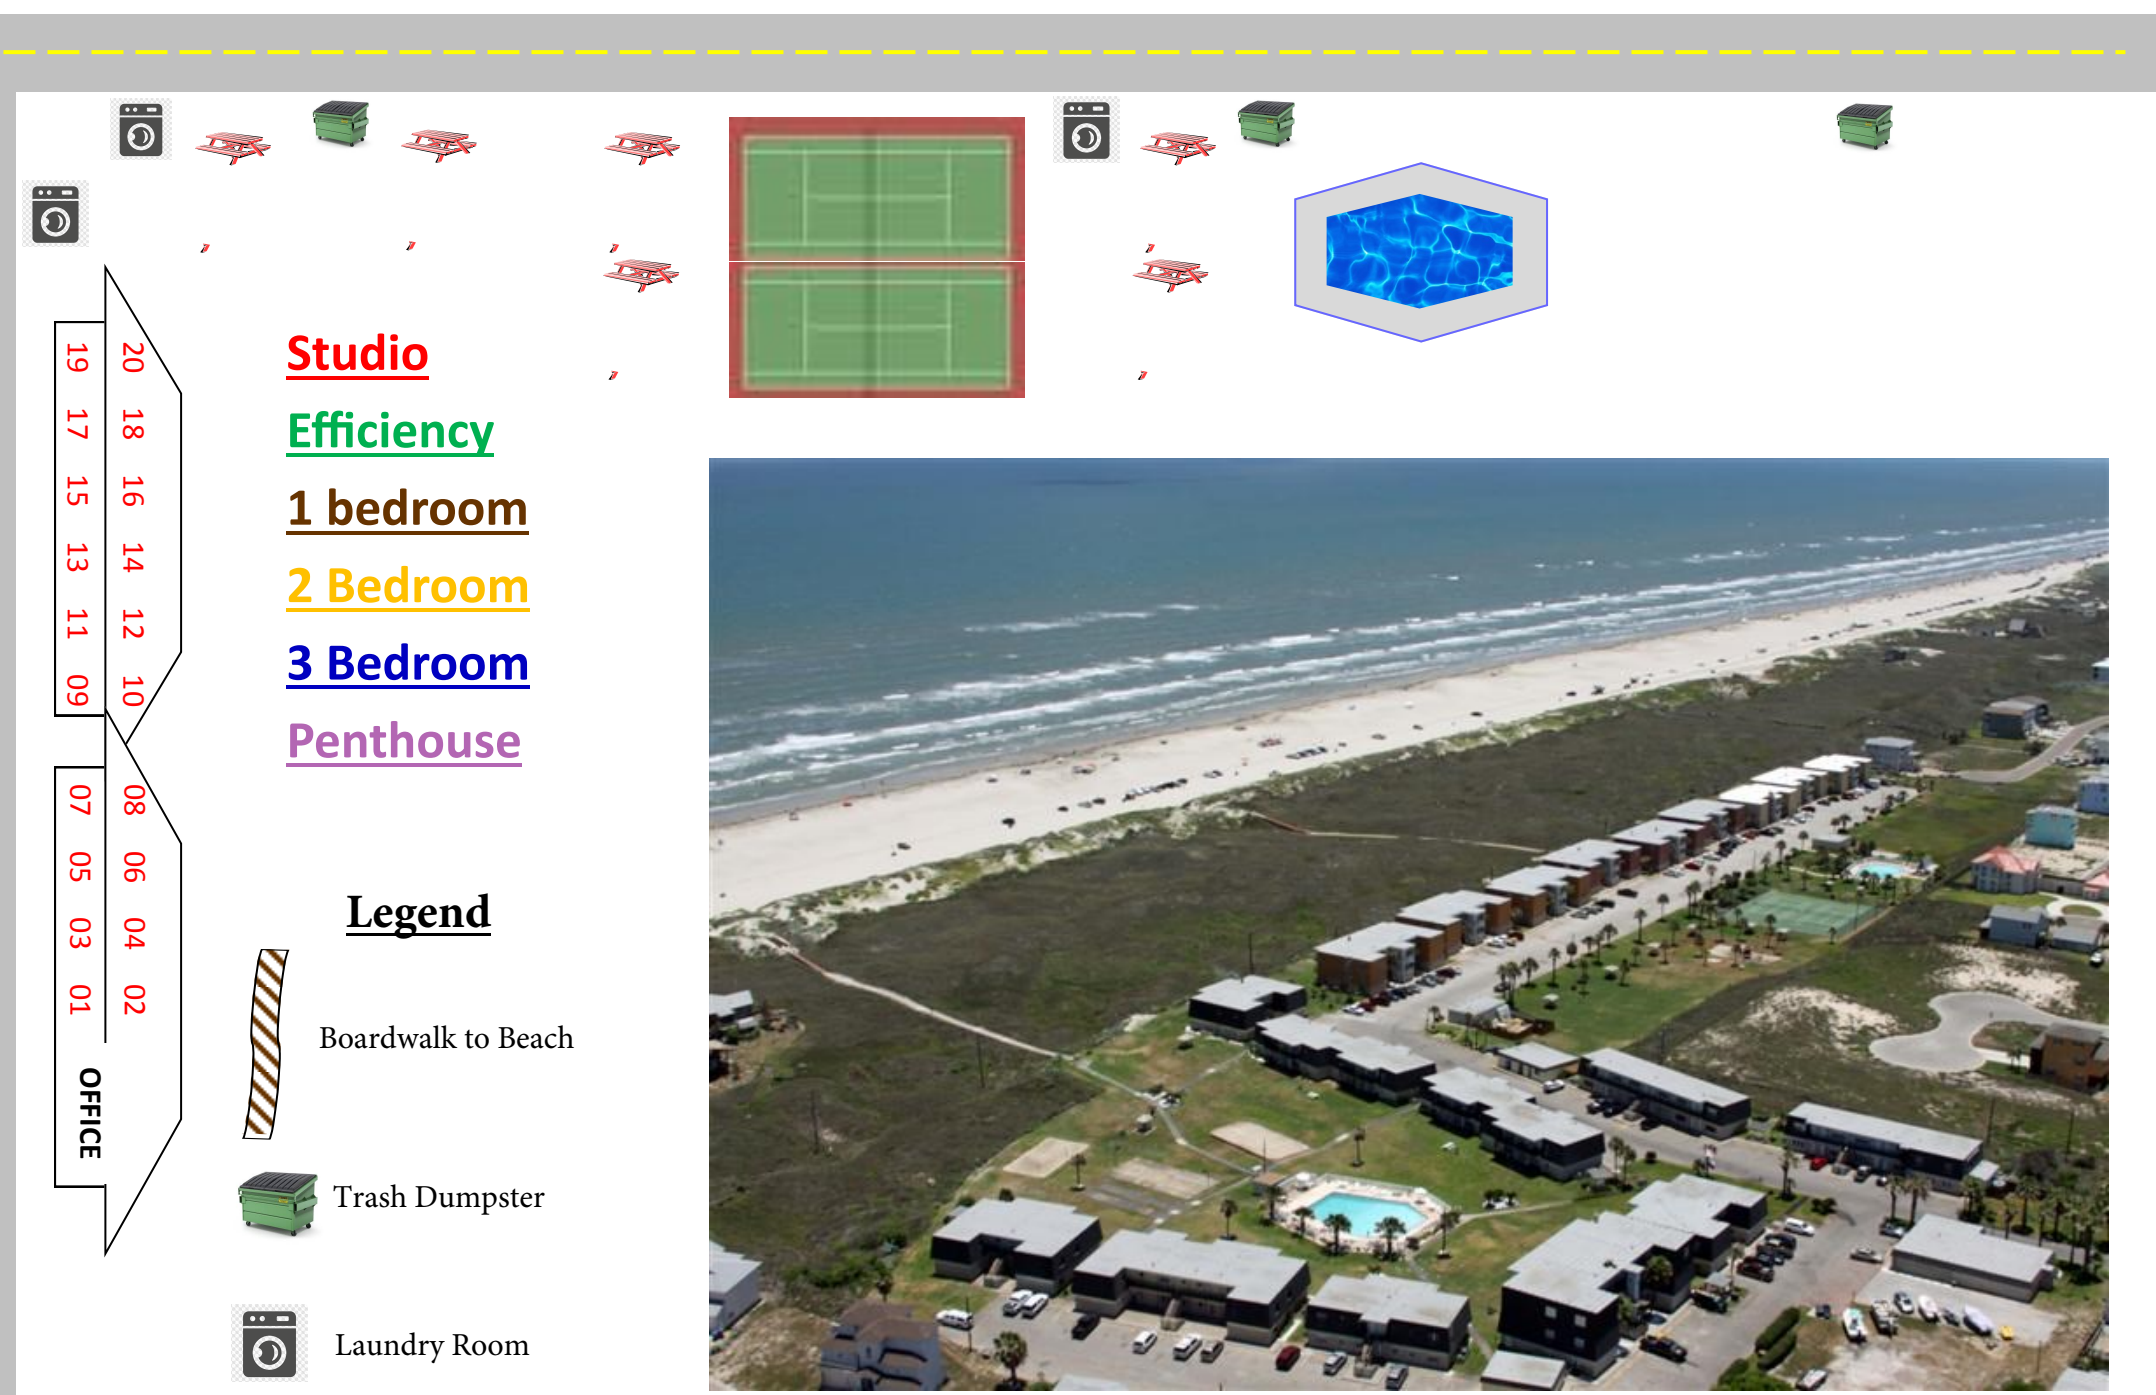 19 17 15 13 11 09
20 18 16 14 12 10
07 05 03 01
08 06 04 02
OFFICE
Studio
Efficiency
1 bedroom
2 Bedroom
3 Bedroom
Penthouse
Legend
Boardwalk to Beach
Trash Dumpster
Laundry Room